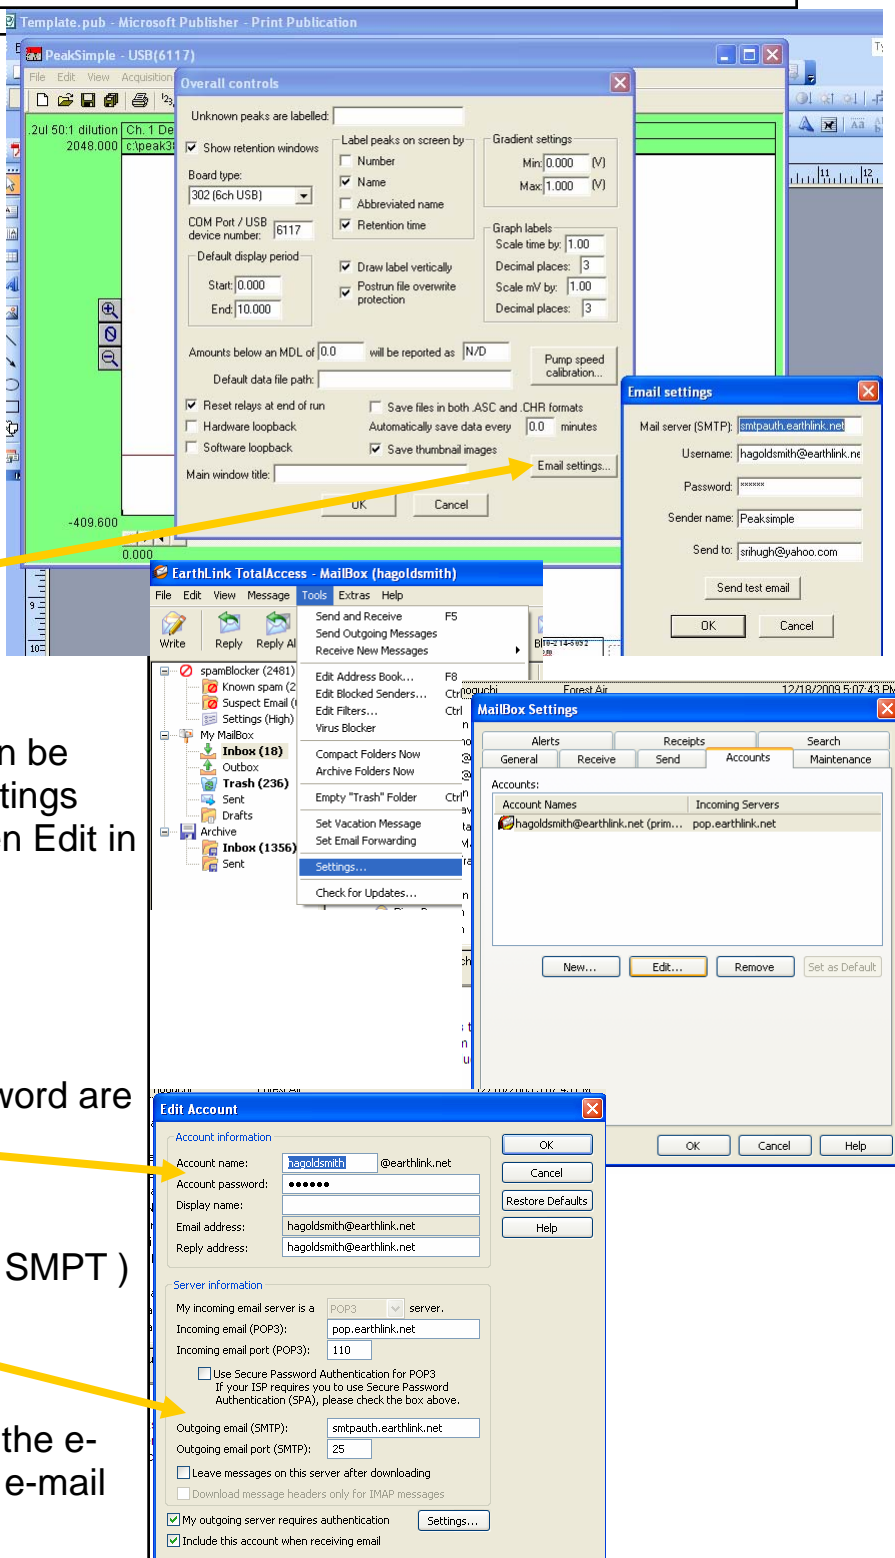 Template.pub - Microsoft Publisher - Print Publication
PeakSimple - USB(6117)
File Edit View Acquisition
.2ul 50:1 dilution Ch. 1 De
2048.000 c:\peak3
-409.600
0.000
Overall controls
Unknown peaks are labelled:
Show retention windows
Board type:
302 (6ch USB)
COM Port / USB
device number: 6117
Default display period
Start: 0.000
End: 10.000
Label peaks on screen by
Number
Name
Abbreviated name
Retention time
Draw label vertically
Postrun file overwrite
protection
Gradient settings
Min: 0.000 (V)
Max: 1.000 (V)
Graph labels
Scale time by: 1.00
Decimal places: 3
Scale mV by: 1.00
Decimal places: 3
Amounts below an MDL of 0.0 will be reported as N/D
Pump speed
calibration...
Default data file path:
Reset relays at end of run
Save files in both .ASC and .CHR formats
Hardware loopback
Automatically save data every 0.0 minutes
Software loopback
Save thumbnail images
Main window title:
Email settings...
OK Cancel
11 12
Email settings
Mail server (SMTP): smtpauth.earthlink.net
Username: hagoldsmith@earthlink.ne
Password: ××××××
Sender name: Peaksimple
Send to: srihugh@yahoo.com
Send test email
OK Cancel
9
10
EarthLink TotalAccess - MailBox (hagoldsmith)
File Edit View Message Tools Extras Help
Write Reply Reply Al
spamBlocker (2481)
Known spam (2
Suspect Email (
Settings (High)
My MailBox
Inbox (18)
Outbox
Trash (236)
Sent
Drafts
Archive
Inbox (1356)
Sent
Send and Receive F5
Send Outgoing Messages
Receive New Messages
Edit Address Book... F8
Edit Blocked Senders... Ctrl
Edit Filters... Ctrl
Virus Blocker
Compact Folders Now
Archive Folders Now
Empty "Trash" Folder Ctrl
Set Vacation Message
Set Email Forwarding
Settings...
Check for Updates...
noguchi Forest Air 12/18/2009 5:07:43 PM
MailBox Settings
Alerts Receipts Search
General Receive Send Accounts Maintenance
Accounts:
Account Names Incoming Servers
hagoldsmith@earthlink.net (prim... pop.earthlink.net
New... Edit... Remove Set as Default
OK Cancel Help
n be
tings
n Edit in
word are
SMPT )
the e-
e-mail
Edit Account
Account information
Account name: hagoldsmith @earthlink.net
Account password: ●●●●●●
Display name:
Email address: hagoldsmith@earthlink.net
Reply address: hagoldsmith@earthlink.net
OK
Cancel
Restore Defaults
Help
Server information
My incoming email server is a POP3 server.
Incoming email (POP3): pop.earthlink.net
Incoming email port (POP3): 110
Use Secure Password Authentication for POP3
If your ISP requires you to use Secure Password
Authentication (SPA), please check the box above.
Outgoing email (SMTP): smtpauth.earthlink.net
Outgoing email port (SMTP): 25
Leave messages on this server after downloading
Download message headers only for IMAP messages
My outgoing server requires authentication Settings...
Include this account when receiving email